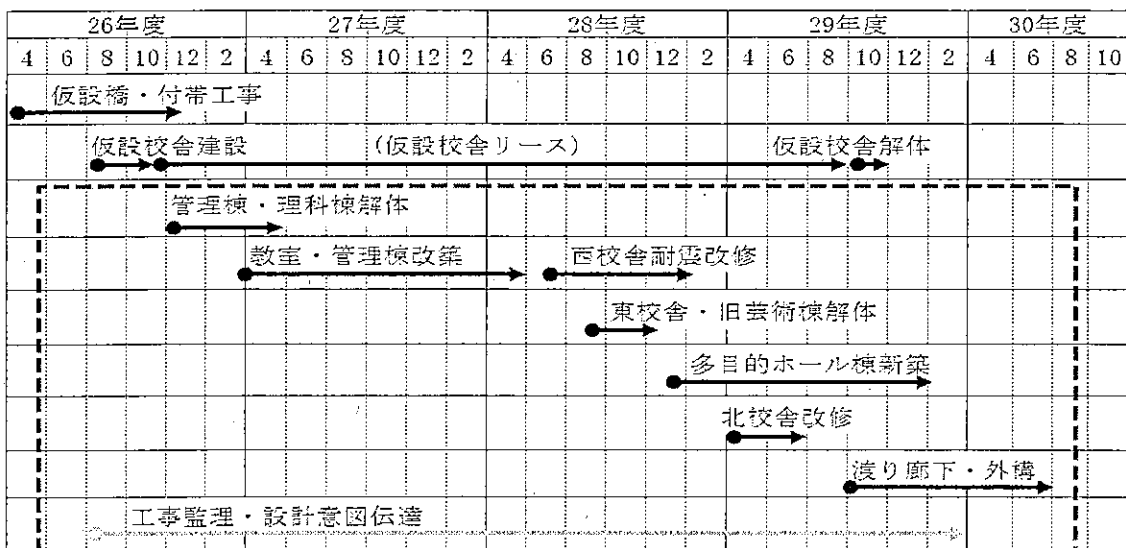 26年度 27年度 28年度 29年度 30年度
4 6 8 10 12 2 4 6 8 10 12 2 4 6 8 10 12 2 4 6 8 10 12 2 4 6 8 10
仮設橋・付帯工事
仮設校舎建設 (仮設校舎リース) 仮設校舎解体
管理棟・理科棟解体
教室・管理棟改築 西校舎耐震改修
東校舎・旧芸術棟解体
多目的ホール棟新築
北校舎改修
渡り廊下・外構
工事監理・設計意図伝達